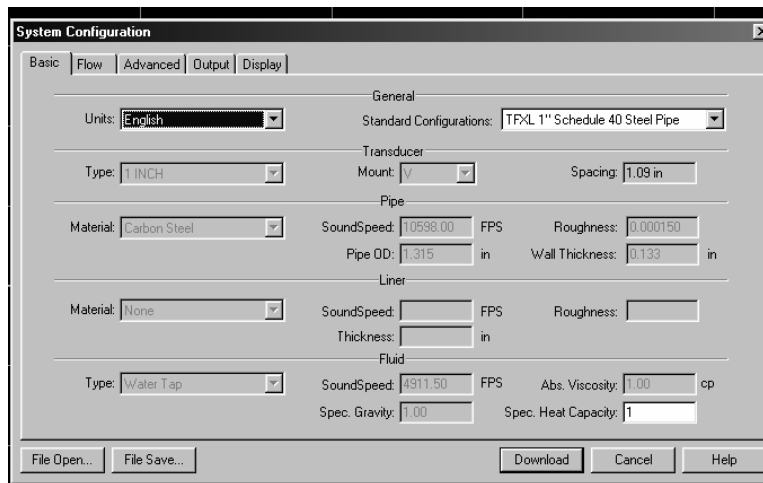 System Configuration
Basic Flow Advanced Output Display
General
Units: English Standard Configurations: TFXL 1" Schedule 40 Steel Pipe
Transducer
Type: 1 INCH Mount: V Spacing: 1.09 in
Pipe
Material: Carbon Steel SoundSpeed: 10598.00 FPS Roughness: 0.000150
Pipe OD: 1.315 in Wall Thickness: 0.133 in
Liner
Material: None SoundSpeed: FPS Roughness:
Thickness: in
Fluid
Type: Water Tap SoundSpeed: 4911.50 FPS Abs. Viscosity: 1.00 cp
Spec. Gravity: 1.00 Spec. Heat Capacity: 1
File Open... File Save... Download Cancel Help